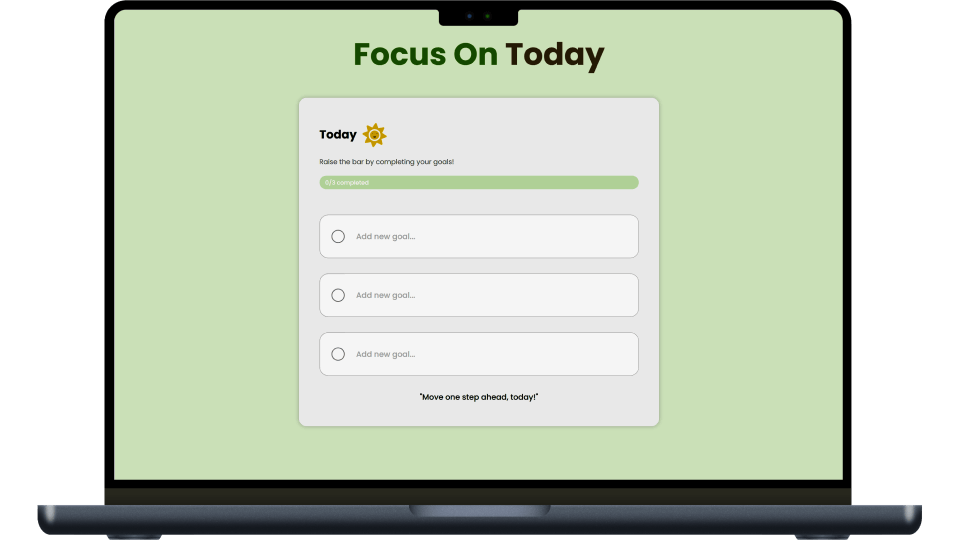 Focus On Today
Today
Raise the bar by completing your goals!
0/3 completed
Add new goal...
Add new goal...
Add new goal...
"Move one step ahead, today!"